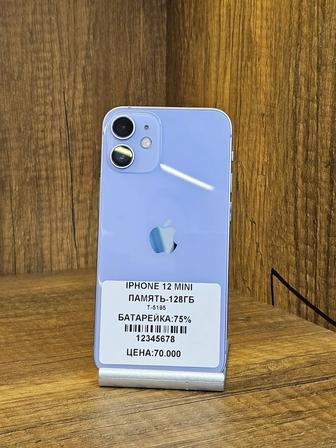 IPHONE 12 MINI
ПАМЯТЬ-128ГБ
T-5195
БАТАРЕЙКА:75%
12345678
ЦЕНА:70.000